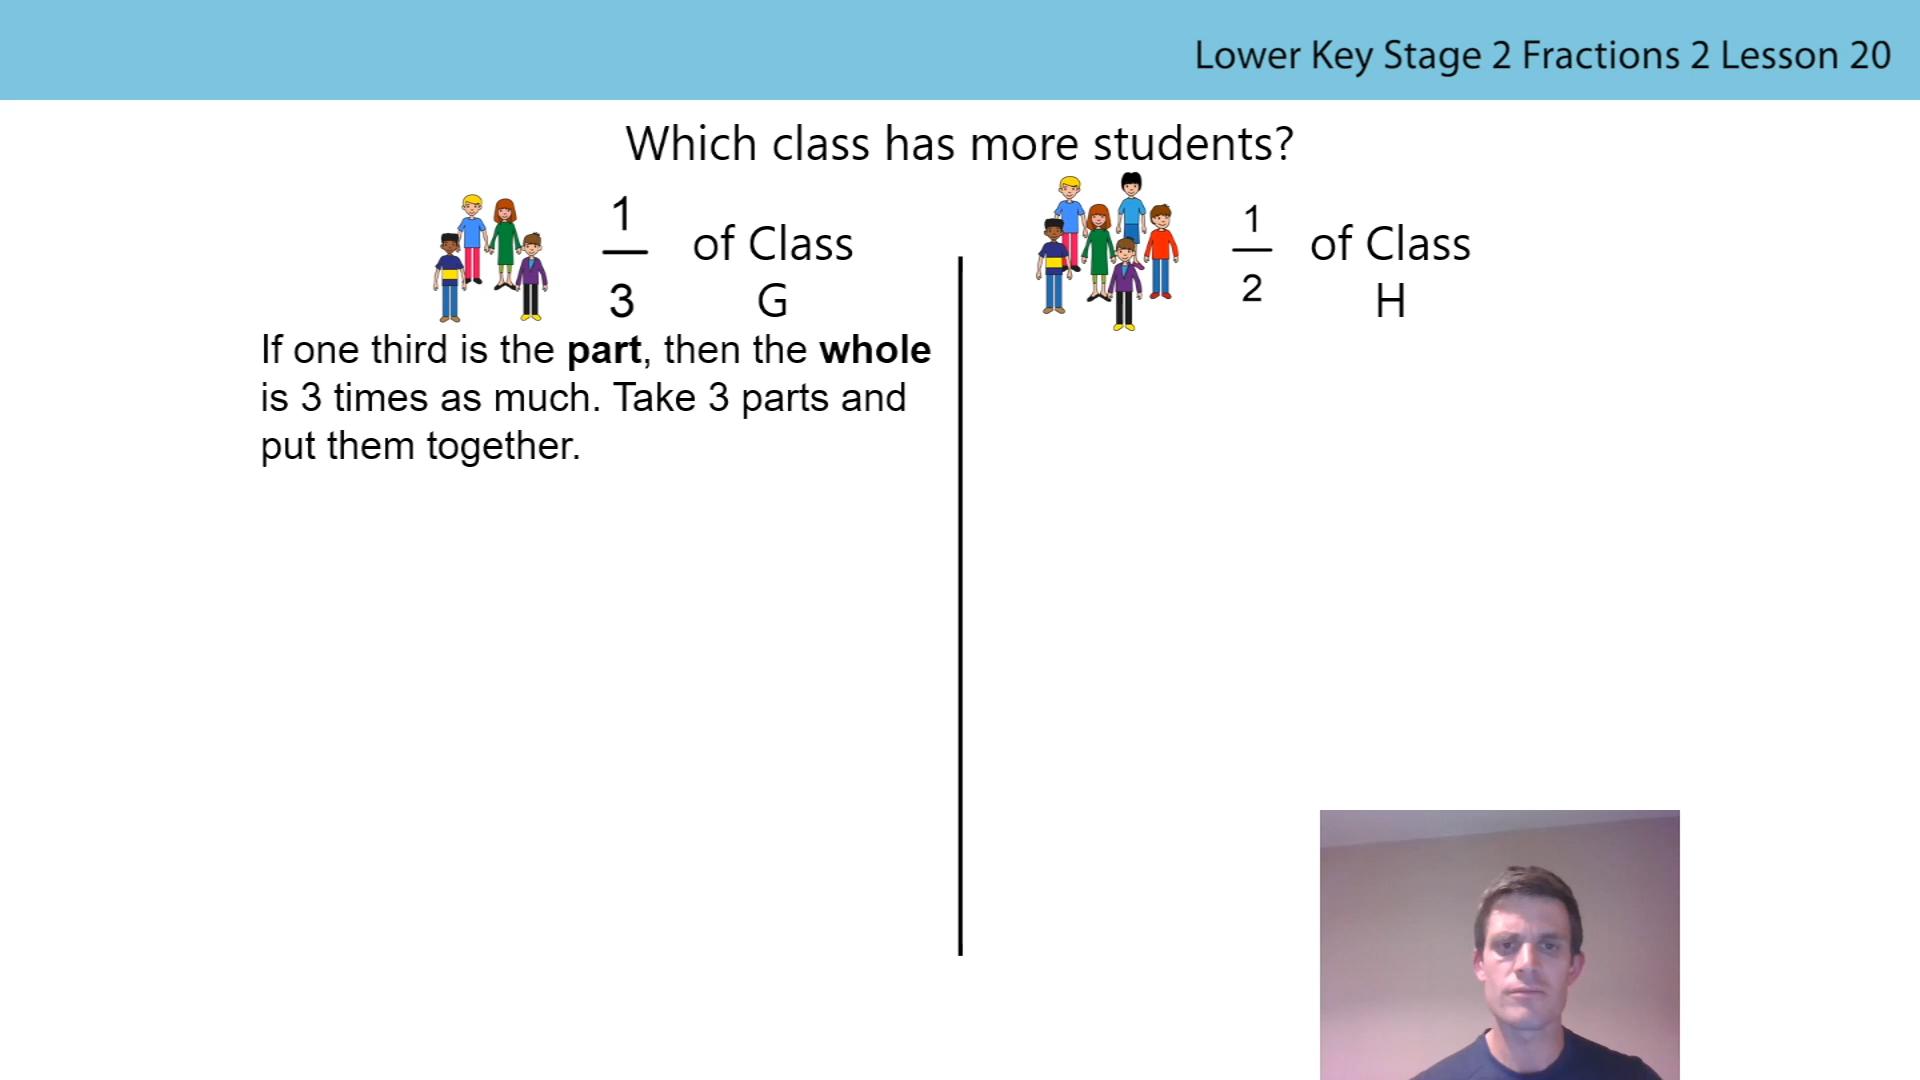 Lower Key Stage 2 Fractions 2 Lesson 20
Which class has more students?
1
3
of Class
G
If one third is the part, then the whole
is 3 times as much. Take 3 parts and
put them together.
1
2
of Class
H